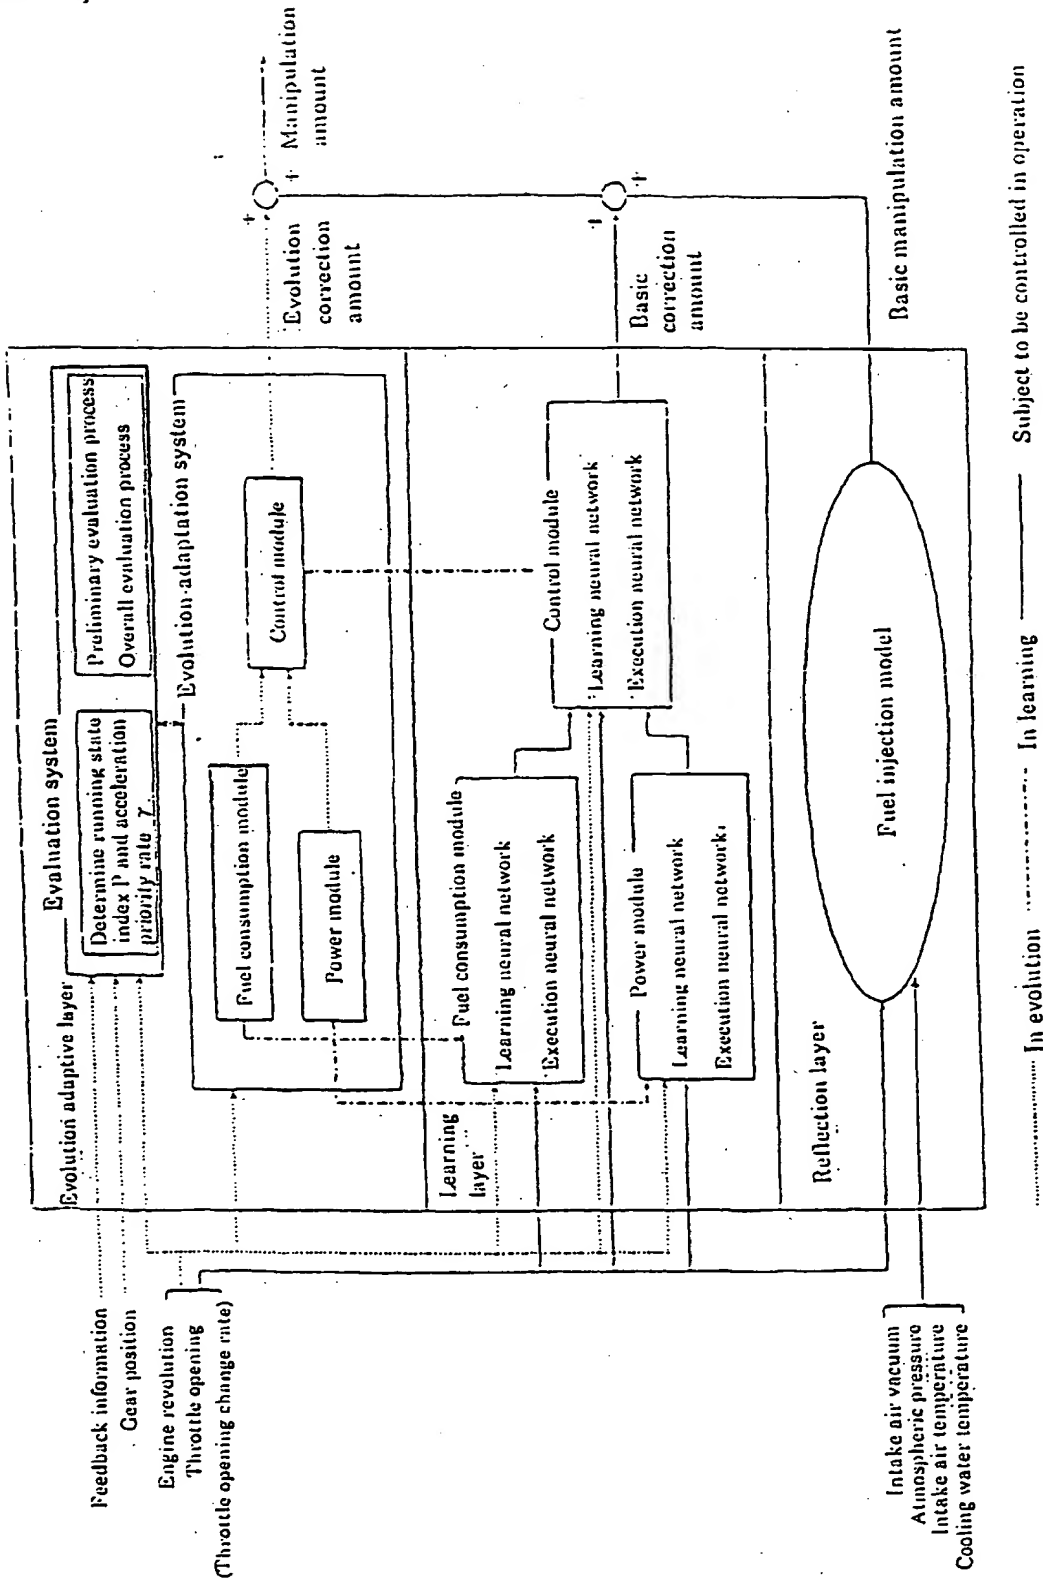 Feedback information
Gear position
Engine revolution
Throttle opening
(Throttle opening change rate)
Intake air vacuum
Atmospheric pressure
Intake air temperature
Cooling water temperature
Evolution adaptive layer
Evaluation system
Determine running state
index P and acceleration
priority rate γ
Preliminary evaluation process
Overall evaluation process
Evolution-adaptation system
Fuel consumption module
Power module
Control module
Learning
layer
Fuel consumption module
Learning neural network
Execution neural network
Power module
Learning neural network
Execution neural network
Control module
Learning neural network
Execution neural network
Reflection layer
Fuel injection model
Evolution
correction
amount
+
+
Manipulation
amount
Basic
correction
amount
+
+
Basic manipulation amount
In evolution
In learning
Subject to be controlled in operation